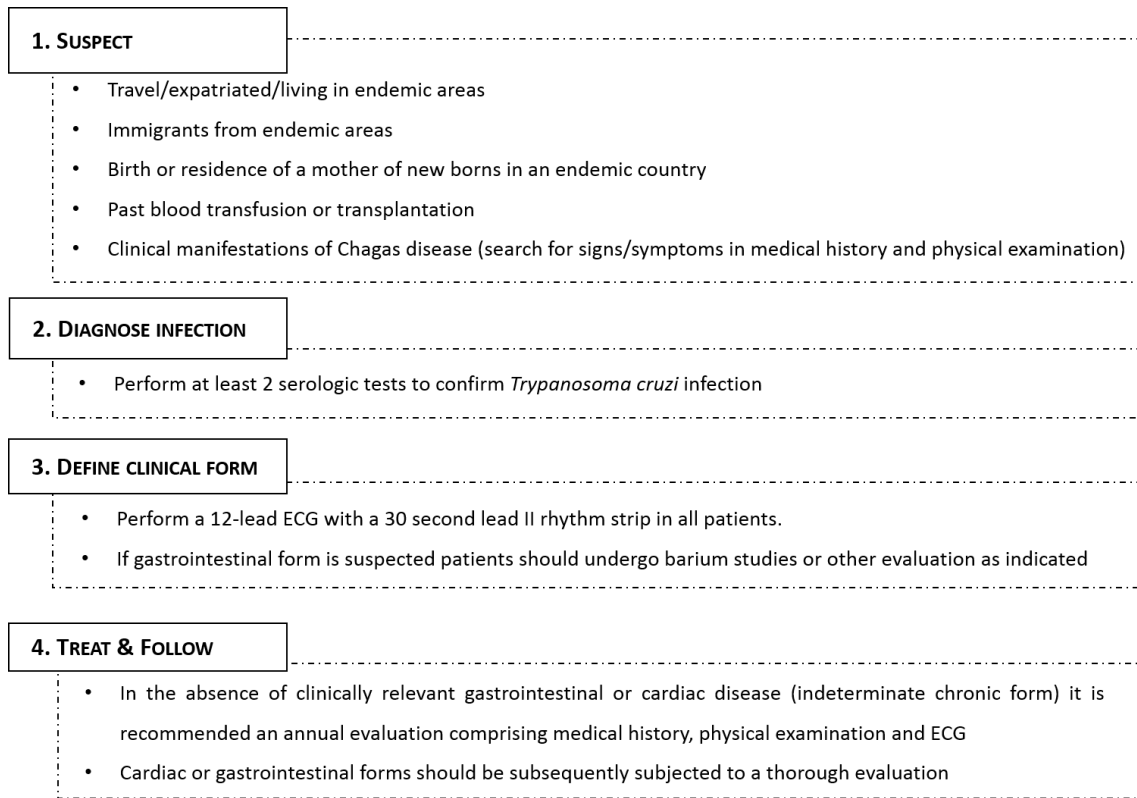 1. SUSPECT
• Travel/expatriated/living in endemic areas
• Immigrants from endemic areas
• Birth or residence of a mother of new borns in an endemic country
• Past blood transfusion or transplantation
• Clinical manifestations of Chagas disease (search for signs/symptoms in medical history and physical examination)
2. DIAGNOSE INFECTION
• Perform at least 2 serologic tests to confirm Trypanosoma cruzi infection
3. DEFINE CLINICAL FORM
• Perform a 12-lead ECG with a 30 second lead II rhythm strip in all patients.
• If gastrointestinal form is suspected patients should undergo barium studies or other evaluation as indicated
4. TREAT & FOLLOW
• In the absence of clinically relevant gastrointestinal or cardiac disease (indeterminate chronic form) it is
recommended an annual evaluation comprising medical history, physical examination and ECG
• Cardiac or gastrointestinal forms should be subsequently subjected to a thorough evaluation